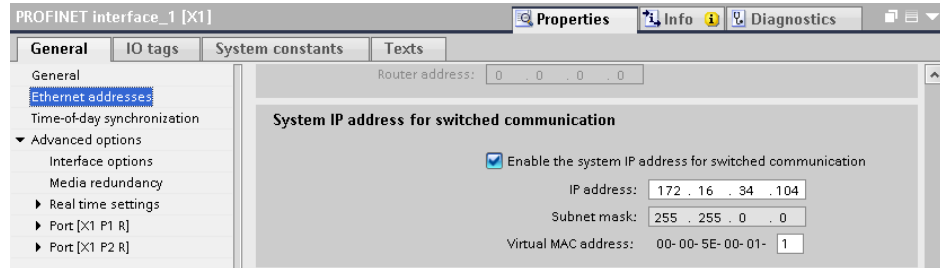 PROFINET interface_1 [X1] Properties Info Diagnostics
General IO tags System constants Texts
General
Ethernet addresses
Time-of-day synchronization
Advanced options
Interface options
Media redundancy
Real time settings
Port [X1 P1 R]
Port [X1 P2 R]
Router address: 0 . 0 . 0 . 0
System IP address for switched communication
Enable the system IP address for switched communication
IP address: 172 . 16 . 34 . 104
Subnet mask: 255 . 255 . 0 . 0
Virtual MAC address: 00- 00- 5E- 00- 01- 1